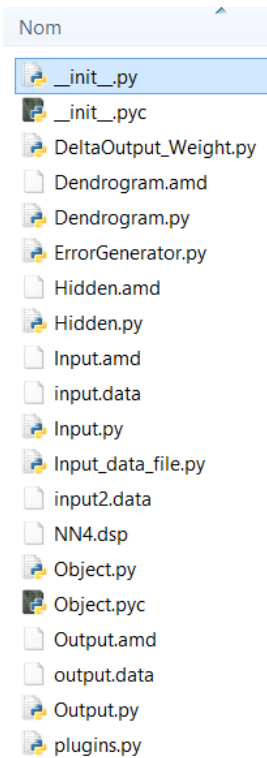 Nom
__init__.py
__init__.pyc
DeltaOutput_Weight.py
Dendrogram.amd
Dendrogram.py
ErrorGenerator.py
Hidden.amd
Hidden.py
Input.amd
input.data
Input.py
Input_data_file.py
input2.data
NN4.dsp
Object.py
Object.pyc
Output.amd
output.data
Output.py
plugins.py